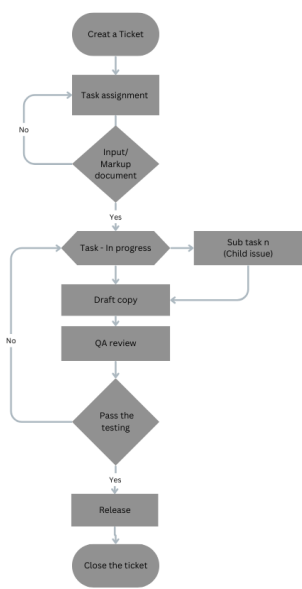 Creat a Ticket
Task assignment
No
Input/
Markup
document
Yes
Task - In progress
Sub task n
(Child issue)
Draft copy
No
QA review
Pass the
testing
Yes
Release
Close the ticket